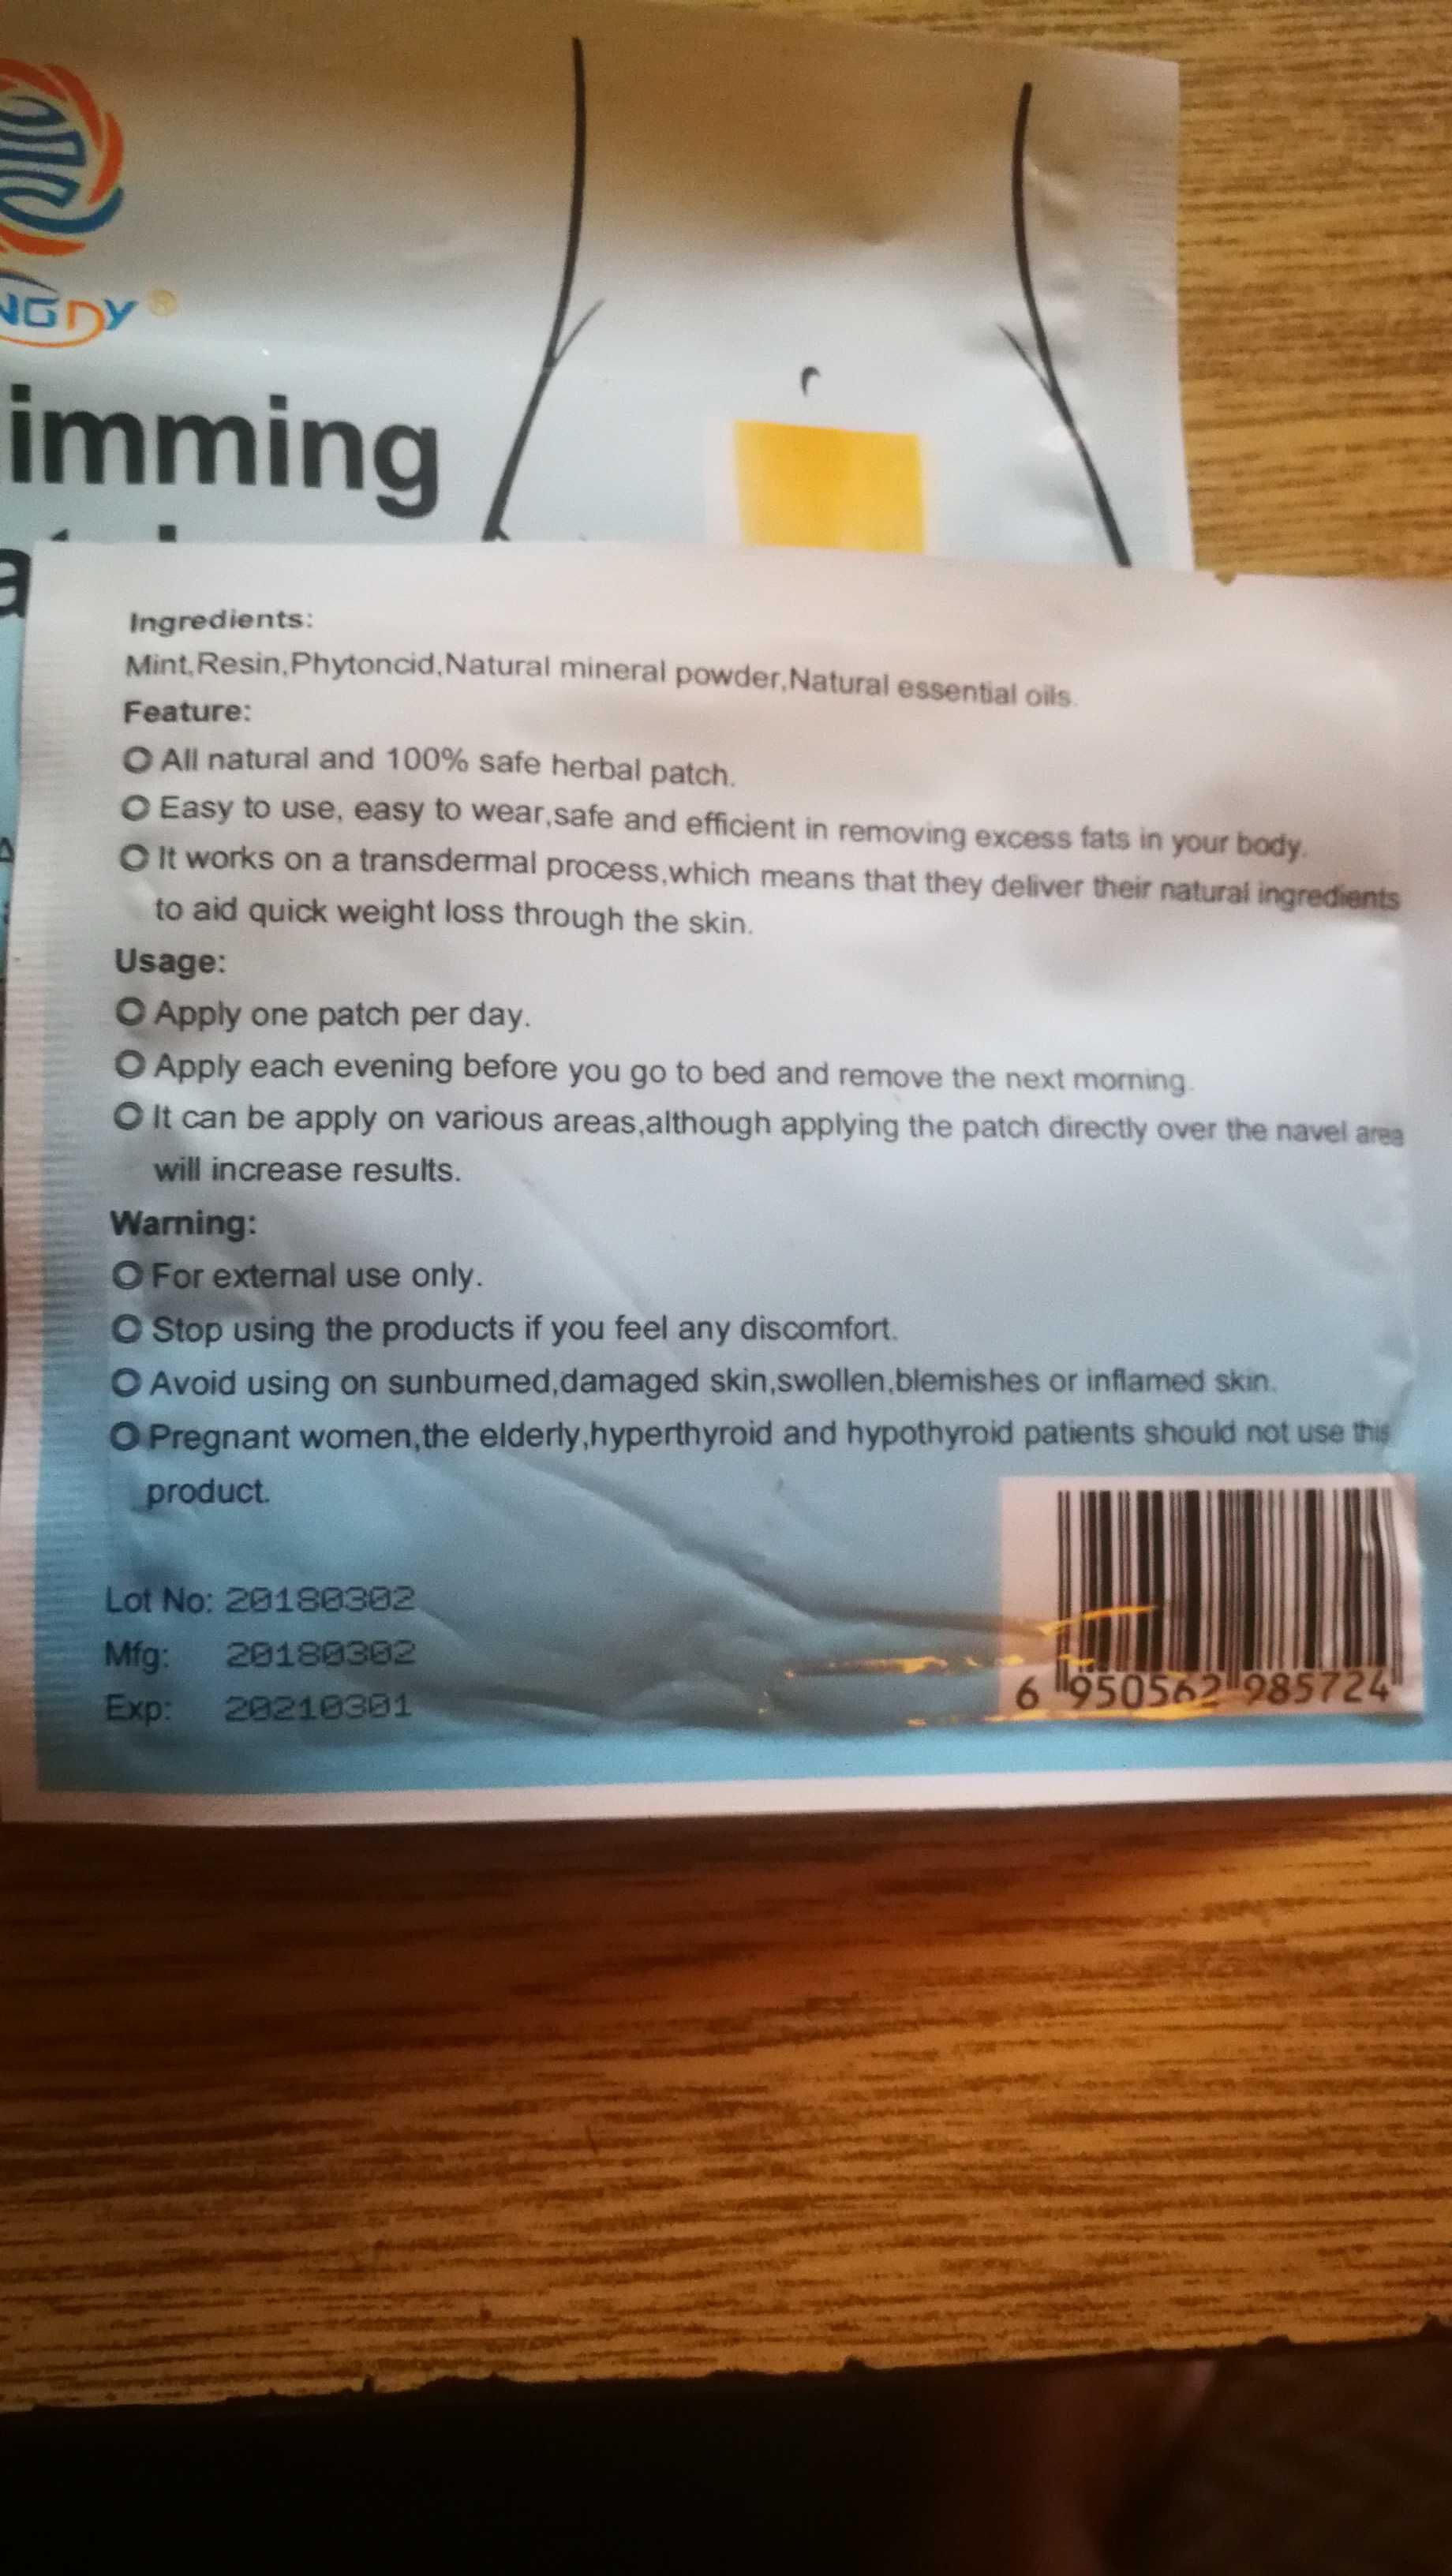 NGDY®
imming
Ingredients:
Mint,Resin,Phytoncid,Natural mineral powder,Natural essential oils.
Feature:
All natural and 100% safe herbal patch.
Easy to use, easy to wear,safe and efficient in removing excess fats in your body.
It works on a transdermal process,which means that they deliver their natural ingredients
to aid quick weight loss through the skin.
Usage:
Apply one patch per day.
Apply each evening before you go to bed and remove the next morning.
It can be apply on various areas,although applying the patch directly over the navel area
will increase results.
Warning:
For external use only.
Stop using the products if you feel any discomfort.
Avoid using on sunburned,damaged skin,swollen,blemishes or inflamed skin.
Pregnant women,the elderly,hyperthyroid and hypothyroid patients should not use this
product.
Lot No: 20180302
Mfg: 20180302
Exp: 20210301
6 950562 985724